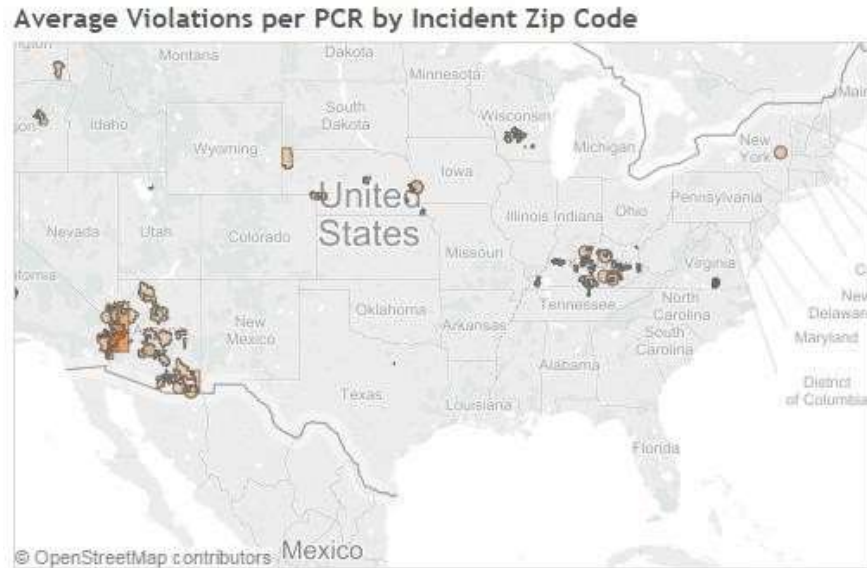 Average Violations per PCR by Incident Zip Code
Montana
Dakota
Minnesota
South
Dakota
Wisconsin
Idaho
Wyoming
Michigan
New
York
Iowa
United
States
Nevada
Utah
Colorado
Illinois Indiana
Ohio
Pennsylvania
Missouri
Virginia
Oklahoma
New
Mexico
Arkansas
Tennessee
North
Carolina
South
Carolina
Delaware
Maryland
District
of Columbia
Alabama
Texas
Louisiana
Florida
Mexico
© OpenStreetMap contributors